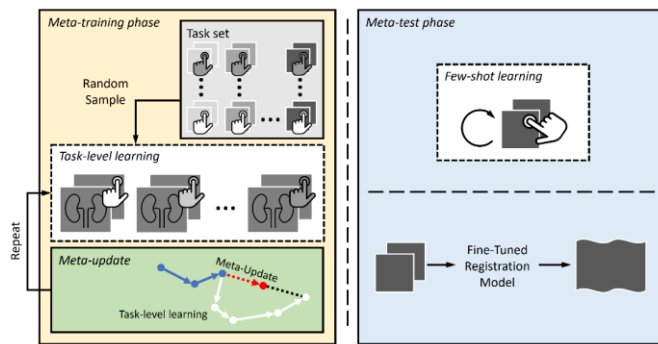 Meta-training phase
Task set
Random
Sample
Task-level learning
Repeat
Meta-update
Meta-Update
Task-level learning
Meta-test phase
Few-shot learning
Fine-Tuned
Registration
Model